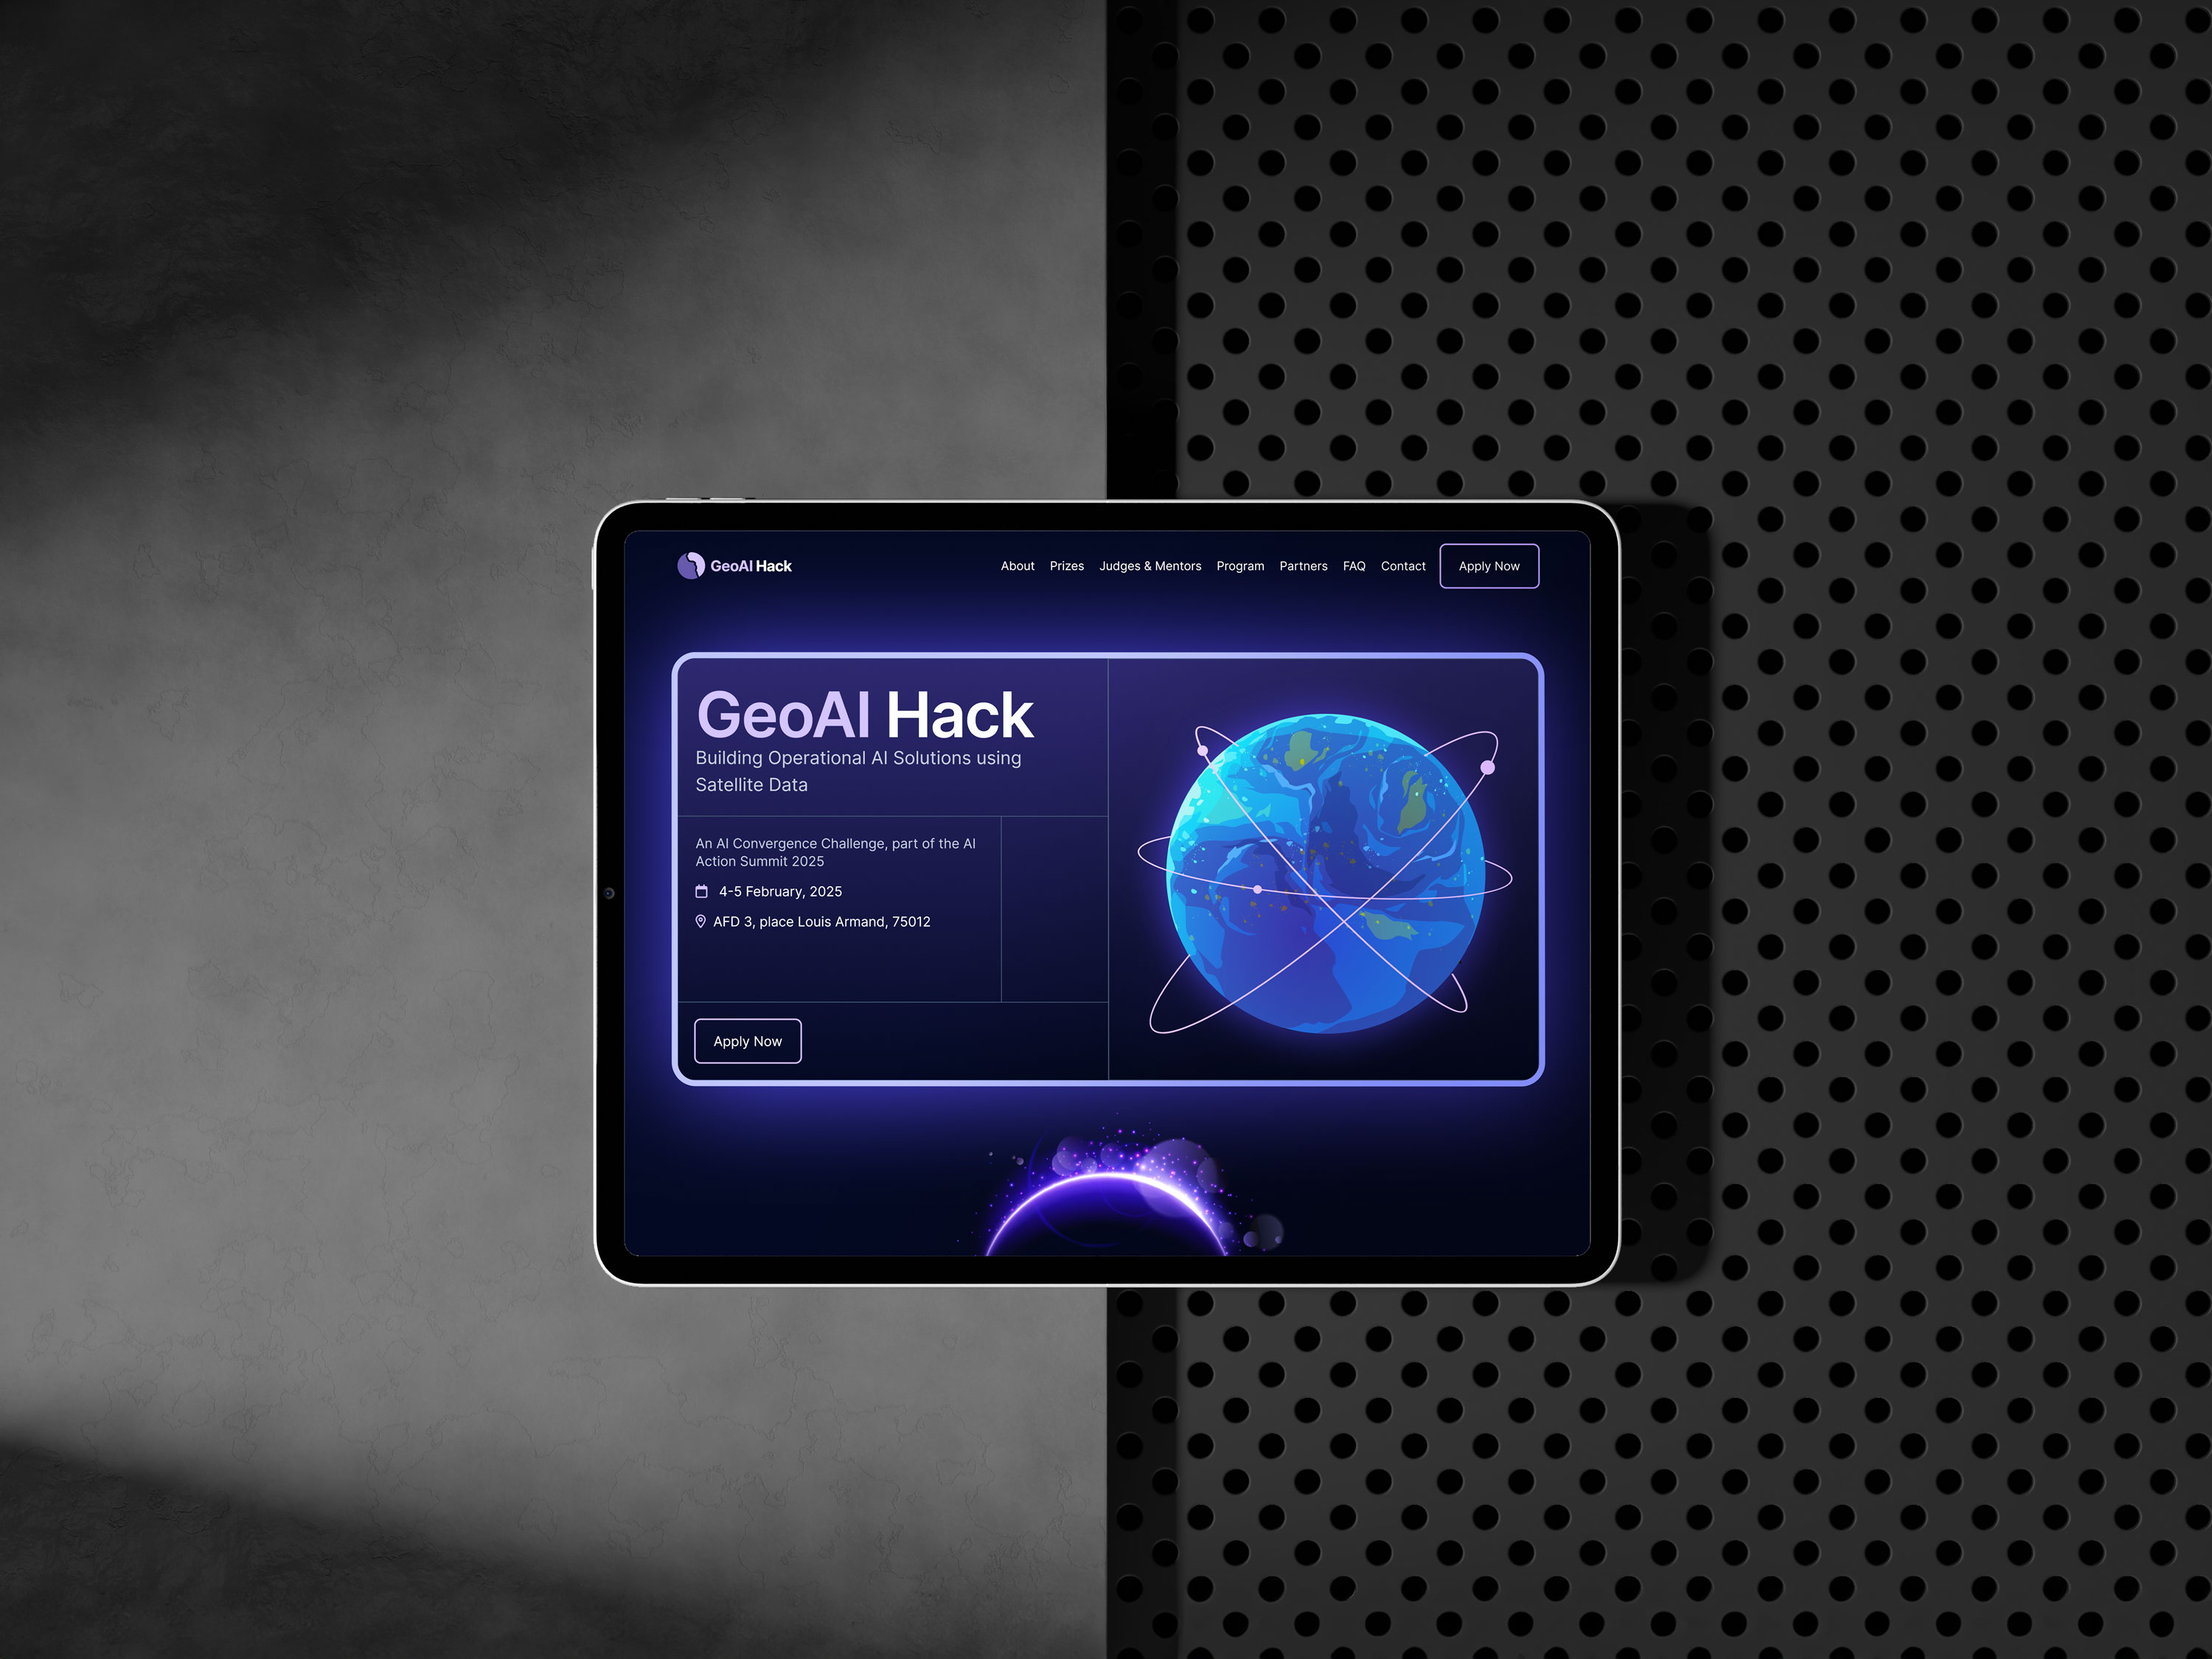 GeoAI Hack
About Prizes Judges & Mentors Program Partners FAQ Contact Apply Now
GeoAI Hack
Building Operational AI Solutions using
Satellite Data
An AI Convergence Challenge, part of the AI
Action Summit 2025
4-5 February, 2025
AFD 3, place Louis Armand, 75012
Apply Now